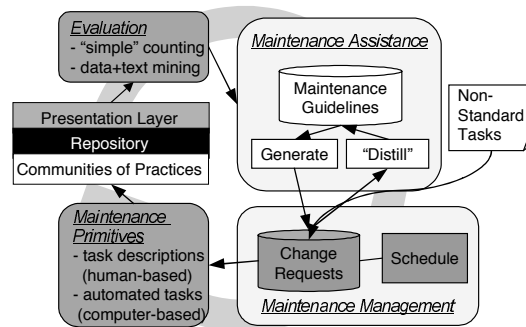 Evaluation
- “simple” counting
- data+text mining
Maintenance Assistance
Maintenance
Guidelines
Generate
“Distill”
Non-
Standard
Tasks
Presentation Layer
Repository
Communities of Practices
Maintenance
Primitives
- task descriptions
(human-based)
- automated tasks
(computer-based)
Change
Requests
Schedule
Maintenance Management